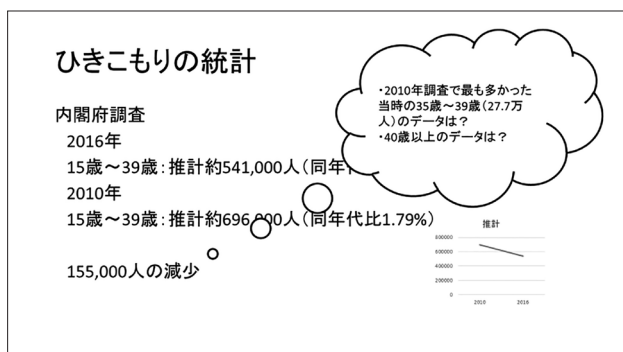 ひきこもりの統計
・2010年調査で最も多かった
当時の35歳～39歳（27.7万
人）のデータは？
・40歳以上のデータは？
内閣府調査
2016年
15歳～39歳：推計約541,000人（同年
2010年
15歳～39歳：推計約696,000人（同年代比1.79%）
155,000人の減少
推計
800000
600000
400000
200000
0
2010
2016